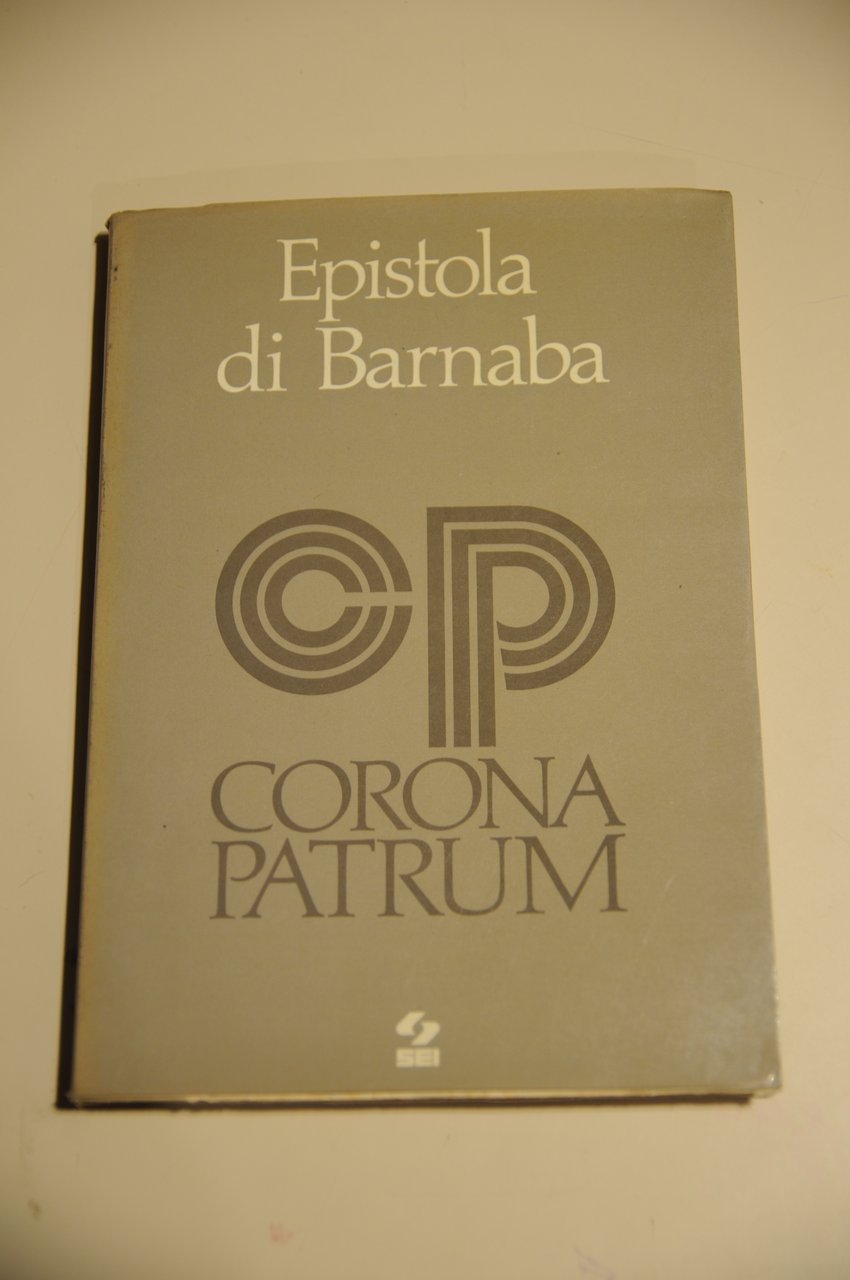 Epistola
di Barnaba
CP
CORONA
PATRUM
SEI